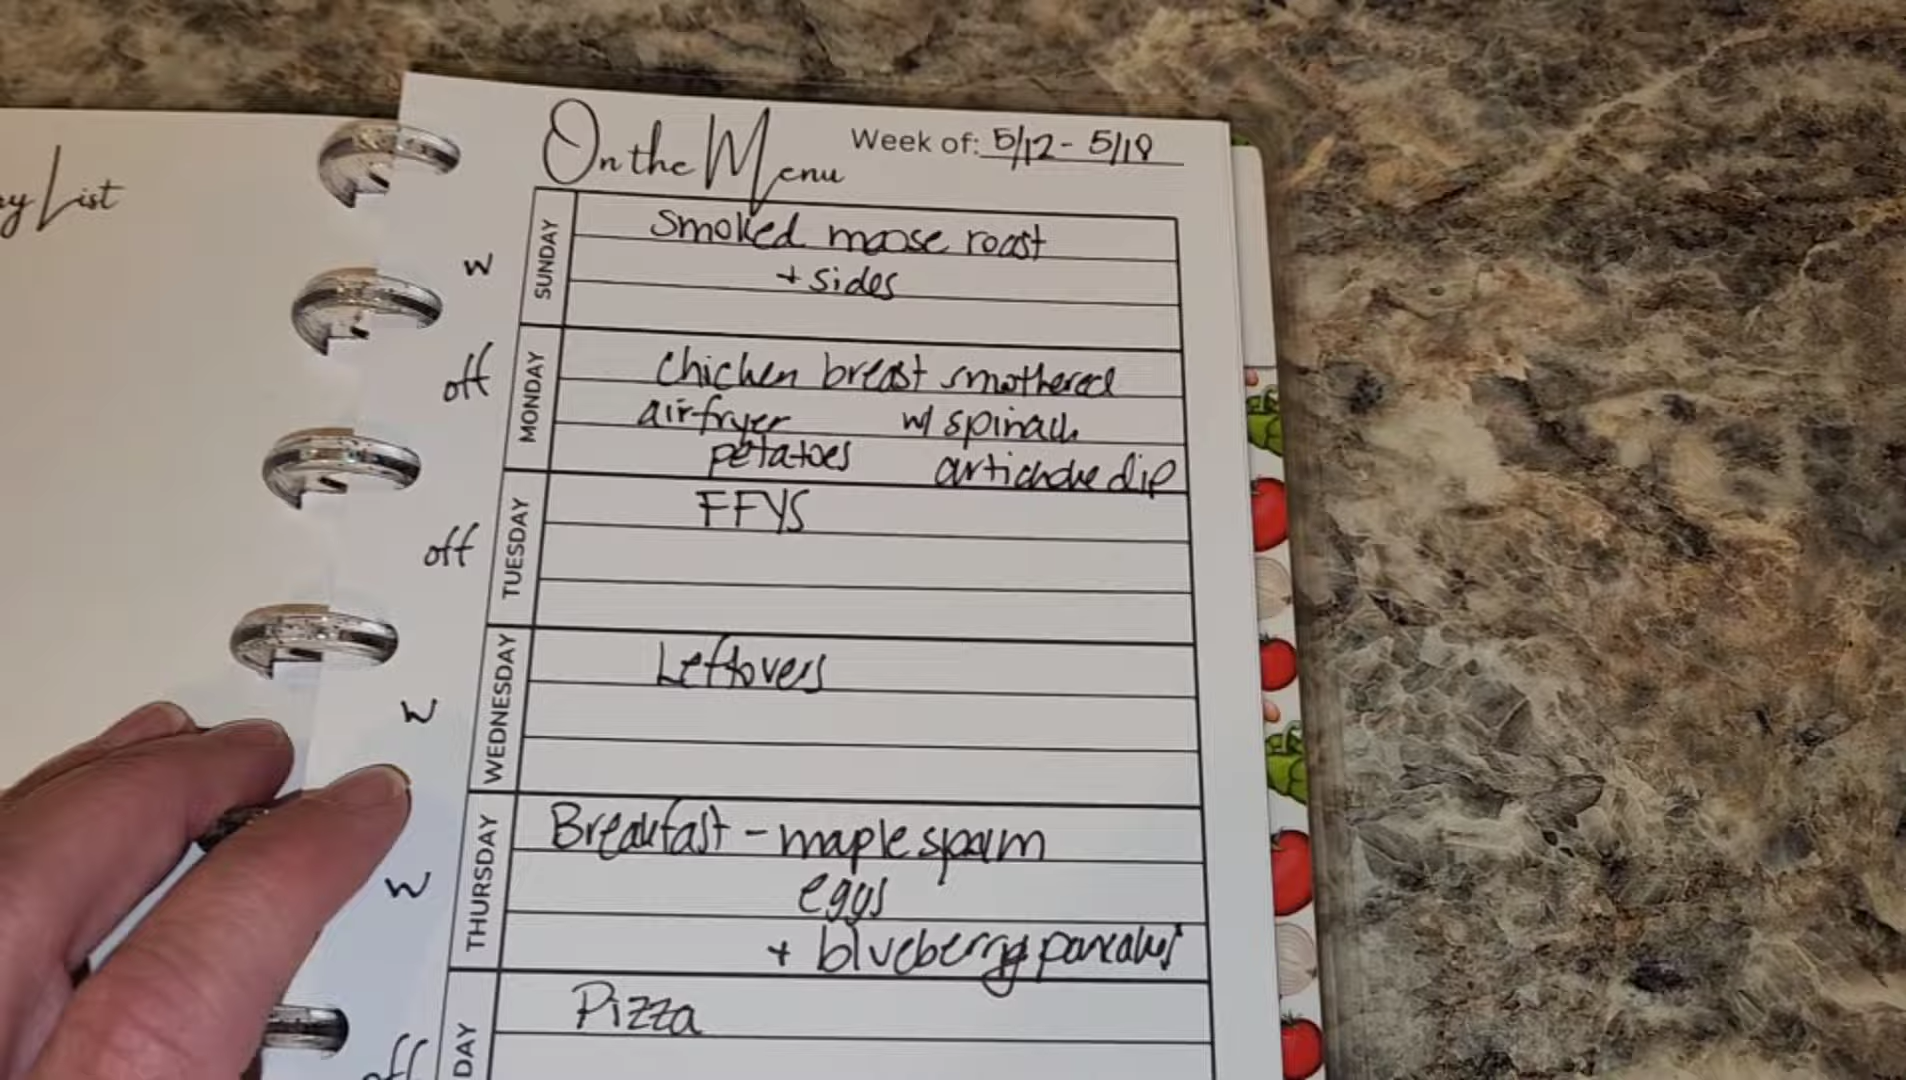 ry List
On the Menu
Week of: 5/12 - 5/18
W
SUNDAY
Smoked moose roast
+ sides
off
MONDAY
Chicken breast smothered
airfryer w/ spinach
potatoes artichoke dip
off
TUESDAY
FFYS
W
WEDNESDAY
Leftovers
W
THURSDAY
Breakfast - maple spam
eggs
+ blueberry pancakes
off
DAY
Pizza